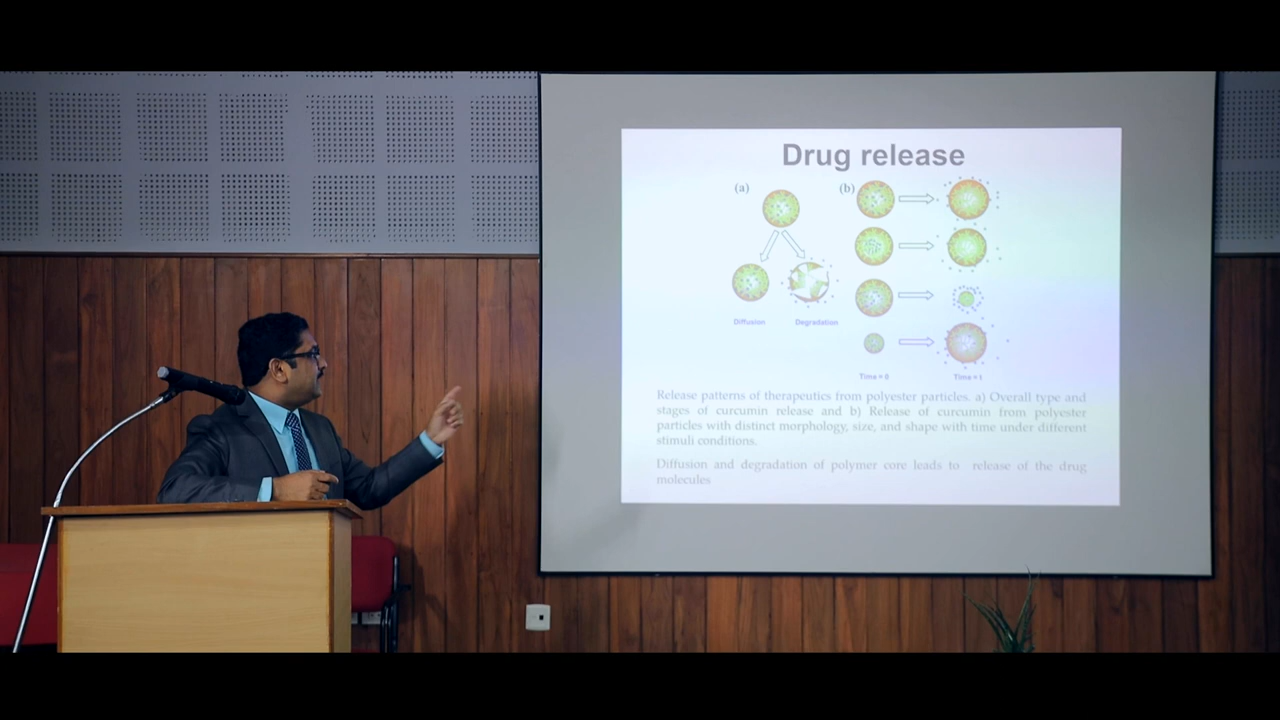 Drug release
(a)
(b)
Diffusion
Degradation
Time = 0
Time = t
Release patterns of therapeutics from polyester particles. a) Overall type and
stages of curcumin release and b) Release of curcumin from polyester
particles with distinct morphology, size, and shape with time under different
stimuli conditions.
Diffusion and degradation of polymer core leads to release of the drug
molecules